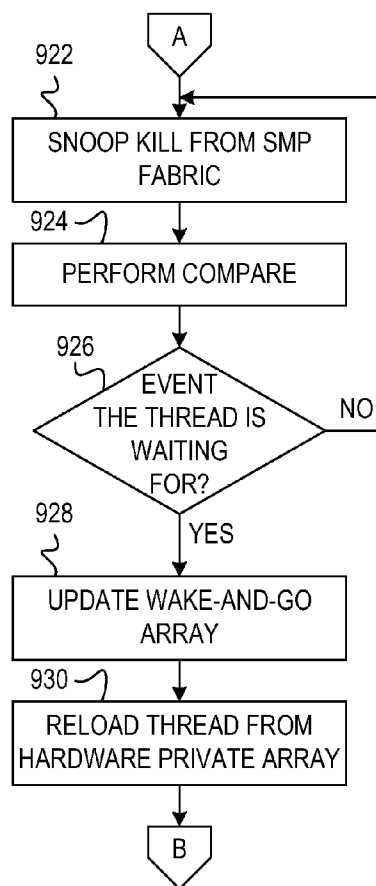 A
922
SNOOP KILL FROM SMP
FABRIC
924
PERFORM COMPARE
926
EVENT
THE THREAD IS
WAITING
FOR?
NO
YES
928
UPDATE WAKE-AND-GO
ARRAY
930
RELOAD THREAD FROM
HARDWARE PRIVATE ARRAY
B